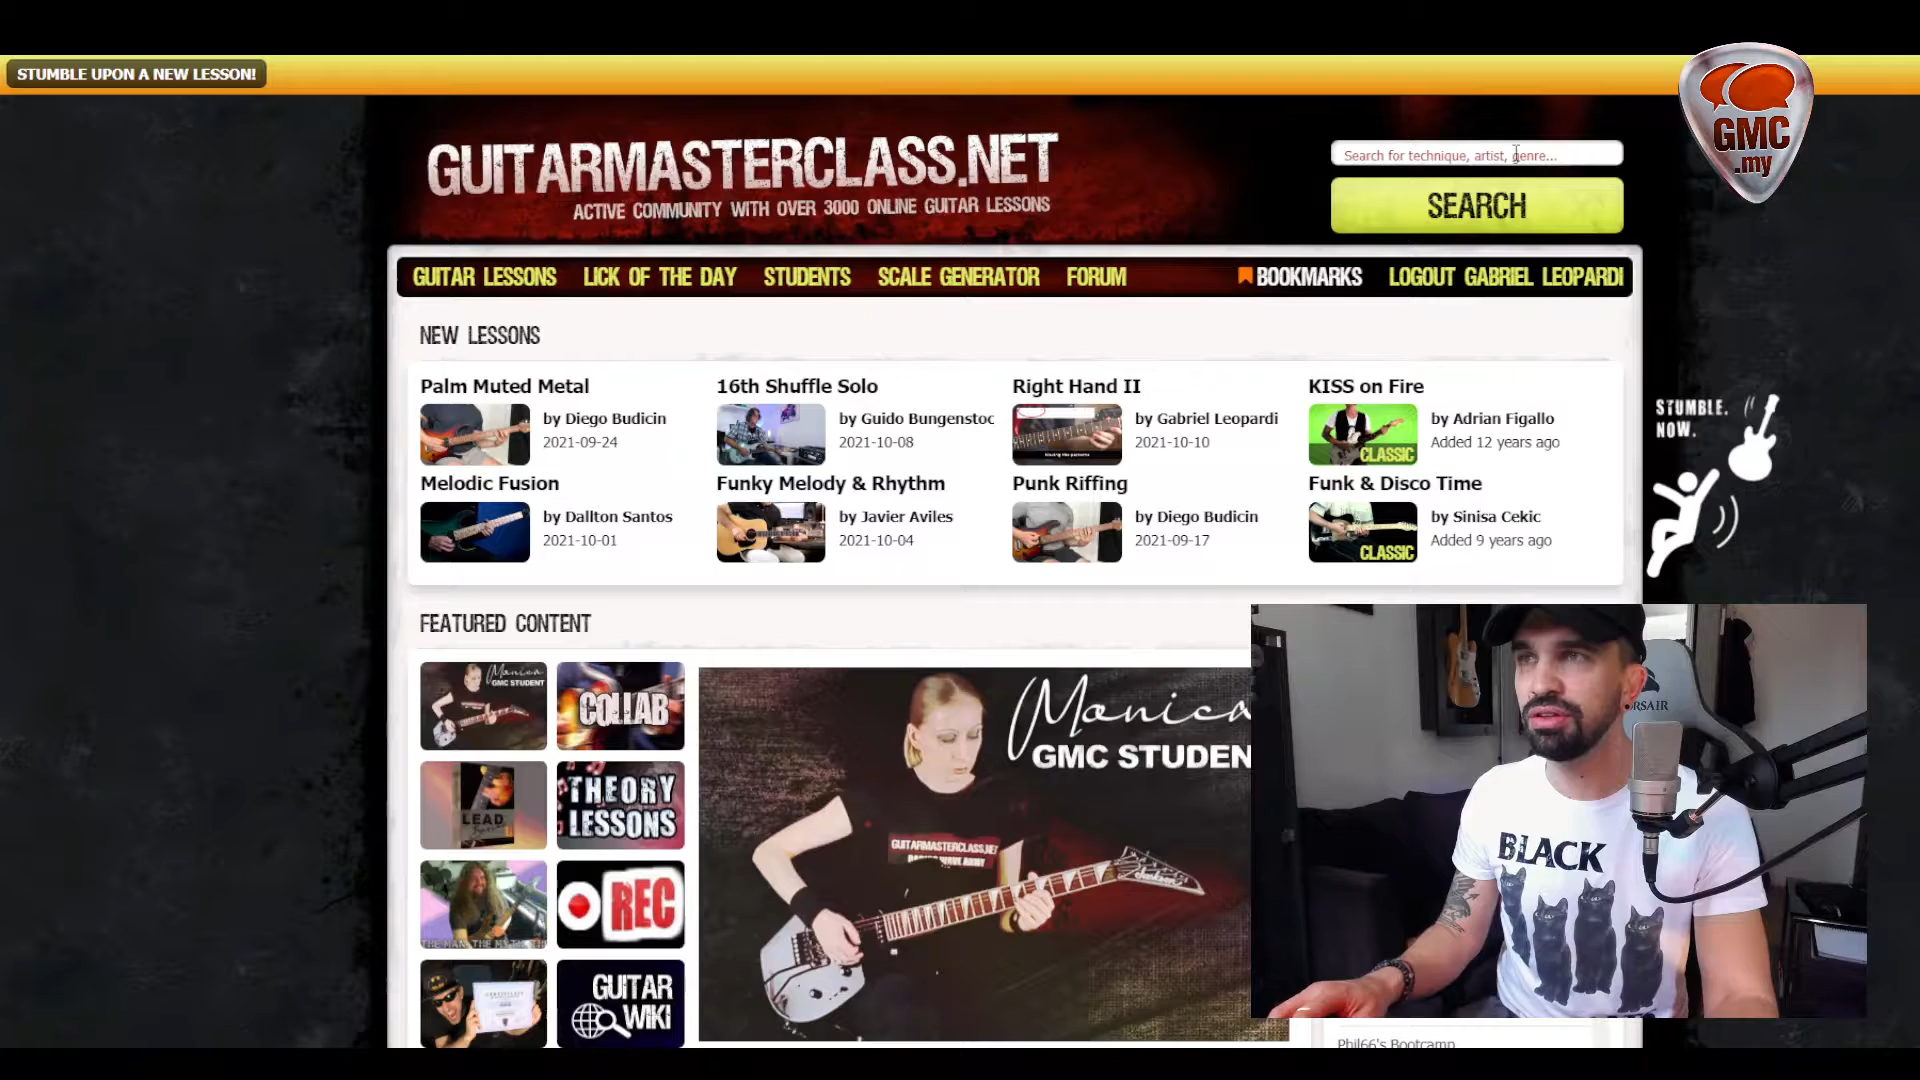 STUMBLE UPON A NEW LESSON!
GUITARMASTERCLASS.NET
ACTIVE COMMUNITY WITH OVER 3000 ONLINE GUITAR LESSONS
Search for technique, artist, genre...
SEARCH
GMC
.my
GUITAR LESSONS LICK OF THE DAY STUDENTS SCALE GENERATOR FORUM BOOKMARKS LOGOUT GABRIEL LEOPARDI
NEW LESSONS
Palm Muted Metal
by Diego Budicin
2021-09-24
16th Shuffle Solo
by Guido Bungenstoc
2021-10-08
Right Hand II
by Gabriel Leopardi
2021-10-10
KISS on Fire
CLASSIC
by Adrian Figallo
Added 12 years ago
Melodic Fusion
by Dallton Santos
2021-10-01
Funky Melody & Rhythm
by Javier Aviles
2021-10-04
Punk Riffing
by Diego Budicin
2021-09-17
Funk & Disco Time
CLASSIC
by Sinisa Cekic
Added 9 years ago
STUMBLE.
NOW.
FEATURED CONTENT
Monica
GMC STUDENT
COLLAB
LEAD
THEORY
LESSONS
REC
GUITAR
WIKI
Monica
GMC STUDEN
GUITARMASTERCLASS.NET
Jackson
BLACK
Phil66's Bootcamp